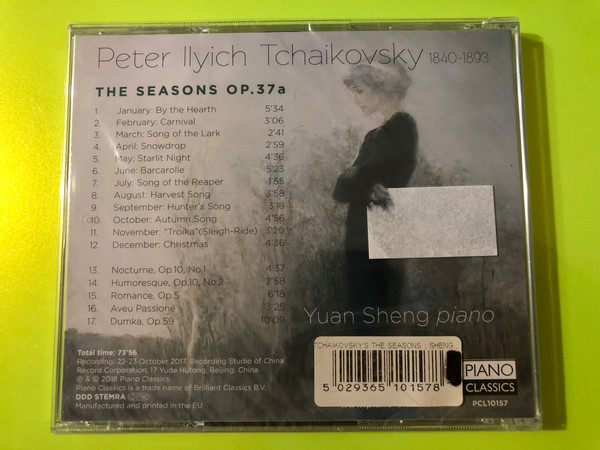 Peter Ilyich Tchaikovsky 1840-1893
THE SEASONS OP.37a
1. January: By the Hearth 5'34
2. February: Carnival 3'06
3. March: Song of the Lark 2'41
4. April: Snowdrop 2'59
5. May: Starlit Night 4'36
6. June: Barcarolle 5'23
7. July: Song of the Reaper 1'55
8. August: Harvest Song 3'58
9. September: Hunter's Song 3'18
10. October: Autumn Song 4'56
11. November: "Troika"(Sleigh-Ride) 3'20
12. December: Christmas 4'36
13. Nocturne, Op.10, No.1 4'37
14. Humoresque, Op.10, No.2 2'58
15. Romance, Op.5 6'18
16. Aveu Passioné 3'25
17. Dumka, Op.59 10'09
Yuan Sheng piano
Total time: 73'56
Recording: 22-23 October 2017, Recording Studio of China
Record Corporation, 17 Yude Hutong, Beijing, China
℗ & © 2018 Piano Classics
Piano Classics is a trade name of Brilliant Classics B.V.
DDD STEMRA
Manufactured and printed in the EU
TCHAIKOVSKY'S THE SEASONS . SHENG
5 029365 101578
PIANO
CLASSICS
PCL10157